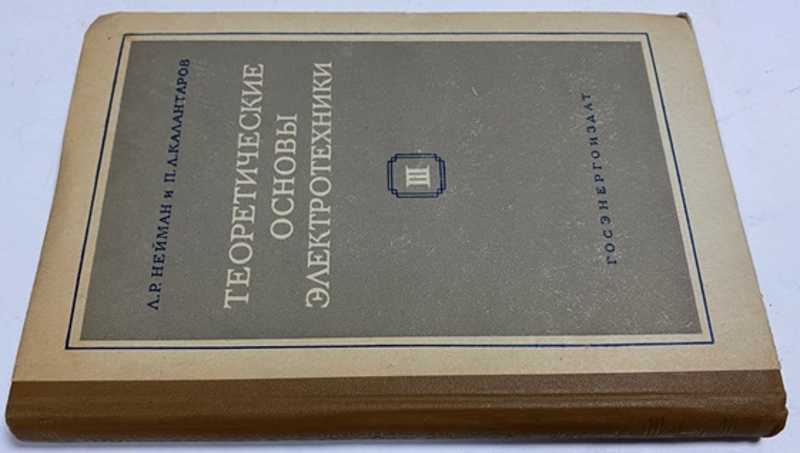 Л.Р. НЕЙМАН И П.Л. КАЛАНТАРОВ
ТЕОРЕТИЧЕСКИЕ
ОСНОВЫ
ЭЛЕКТРОТЕХНИКИ
III
ГОСЭНЕРГОИЗДАТ